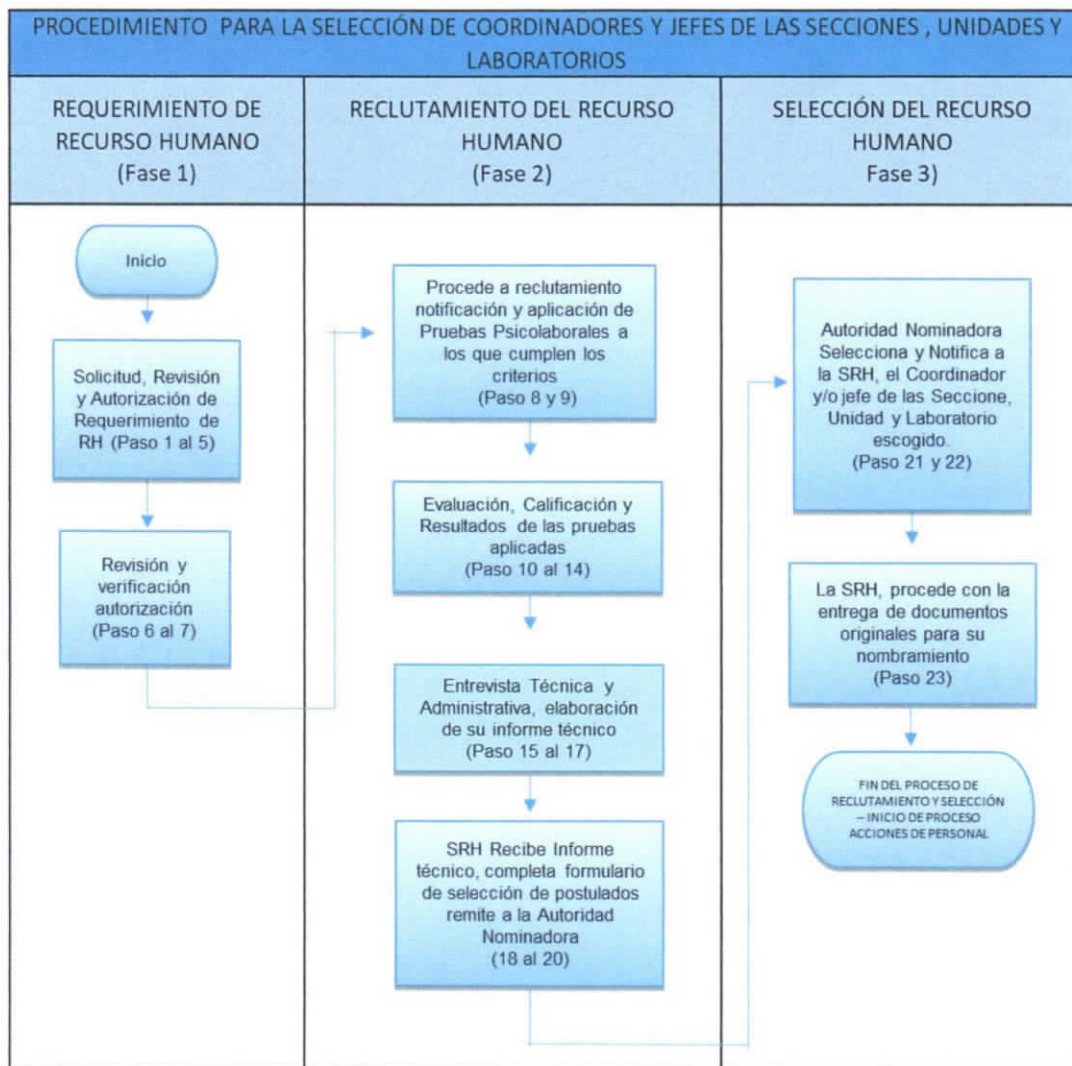 PROCEDIMIENTO PARA LA SELECCIÓN DE COORDINADORES Y JEFES DE LAS SECCIONES , UNIDADES Y
LABORATORIOS
REQUERIMIENTO DE
RECURSO HUMANO
(Fase 1)
RECLUTAMIENTO DEL RECURSO
HUMANO
(Fase 2)
SELECCIÓN DEL RECURSO
HUMANO
Fase 3)
Inicio
Solicitud, Revisión
y Autorización de
Requerimiento de
RH (Paso 1 al 5)
Revisión y
verificación
autorización
(Paso 6 al 7)
Procede a reclutamiento
notificación y aplicación de
Pruebas Psicolaborales a
los que cumplen los
criterios
(Paso 8 y 9)
Evaluación, Calificación y
Resultados de las pruebas
aplicadas
(Paso 10 al 14)
Entrevista Técnica y
Administrativa, elaboración
de su informe técnico
(Paso 15 al 17)
SRH Recibe Informe
técnico, completa formulario
de selección de postulados
remite a la Autoridad
Nominadora
(18 al 20)
Autoridad Nominadora
Selecciona y Notifica a
la SRH, el Coordinador
y/o jefe de las Seccione,
Unidad y Laboratorio
escogido.
(Paso 21 y 22)
La SRH, procede con la
entrega de documentos
originales para su
nombramiento
(Paso 23)
FIN DEL PROCESO DE
RECLUTAMIENTO Y SELECCIÓN
– INICIO DE PROCESO
ACCIONES DE PERSONAL